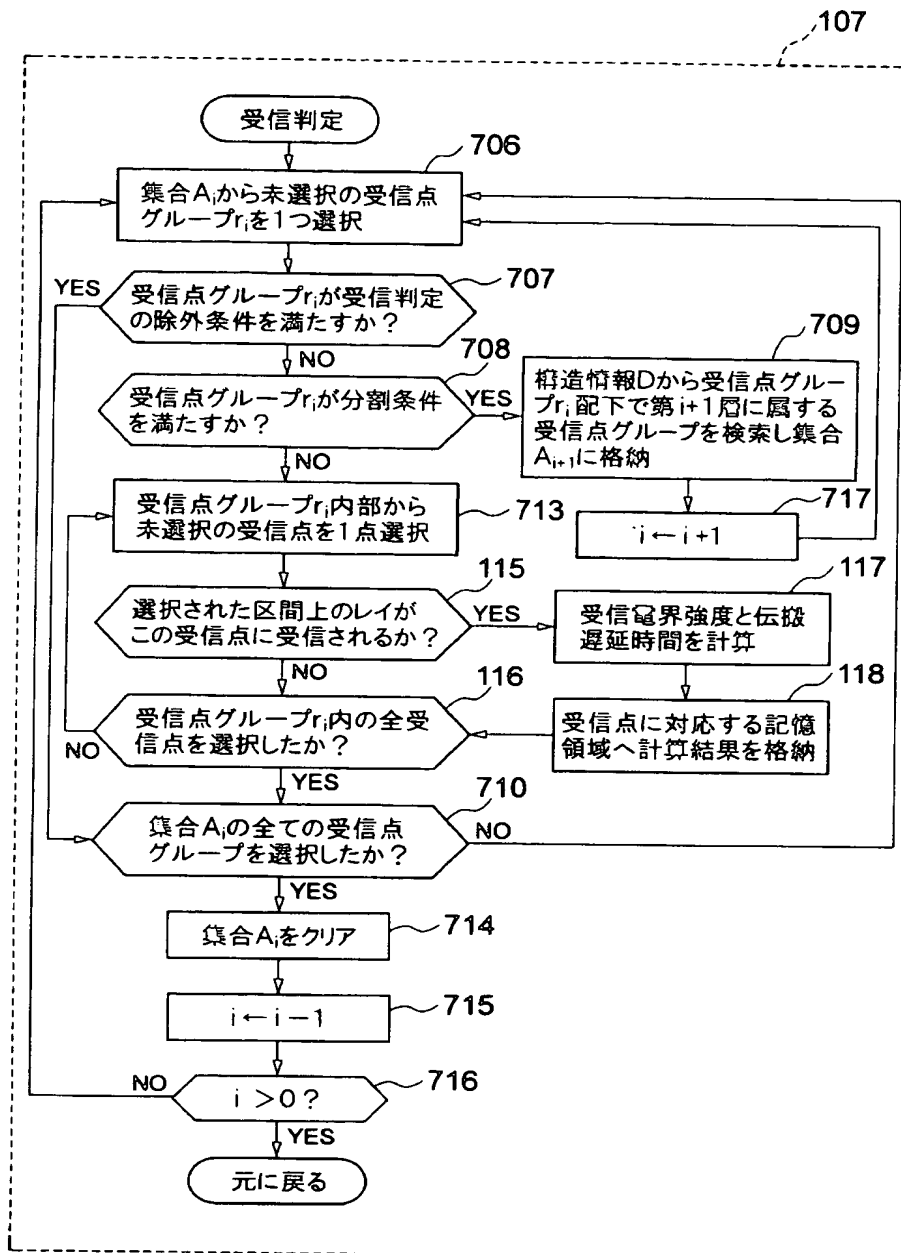 107
受信判定
706
集合Aiから未選択の受信点
グループriを1つ選択
YES
707
受信点グループriが受信判定
の除外条件を満たすか？
NO
708
受信点グループriが分割条件
を満たすか？
YES
709
構造情報Dから受信点グルー
プri配下で第i+1層に属する
受信点グループを検索し集合
Ai+1に格納
NO
717
i←i+1
713
受信点グループri内部から
未選択の受信点を1点選択
115
選択された区間上のレイが
この受信点に受信されるか？
YES
117
受信電界強度と伝搬
遅延時間を計算
NO
116
受信点グループri内の全受
信点を選択したか？
NO
118
受信点に対応する記憶
領域へ計算結果を格納
YES
710
集合Aiの全ての受信点
グループを選択したか？
NO
YES
集合Aiをクリア
714
i←i－1
715
NO
716
i＞0？
YES
元に戻る